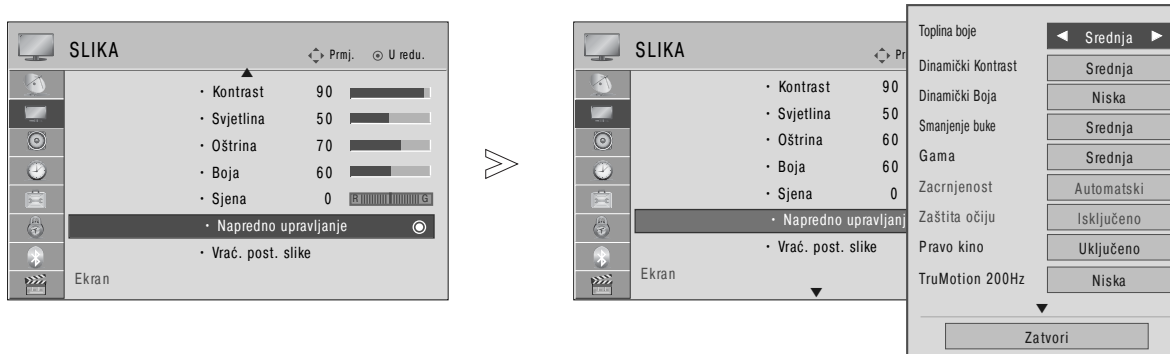 SLIKA
Prmj.
U redu.
Kontrast 90
Svjetlina 50
Oštrina 70
Boja 60
Sjena 0 R G
Napredno upravljanje
Vrać. post. slike
Ekran
SLIKA
Pr
Kontrast 90
Svjetlina 50
Oštrina 60
Boja 60
Sjena 0
Napredno upravljanj
Vrać. post. slike
Ekran
Toplina boje Srednja
Dinamički Kontrast Srednja
Dinamički Boja Niska
Smanjenje buke Srednja
Gama Srednja
Zacrnjenost Automatski
Zaštita očiju Isključeno
Pravo kino Uključeno
TruMotion 200Hz Niska
Zatvori